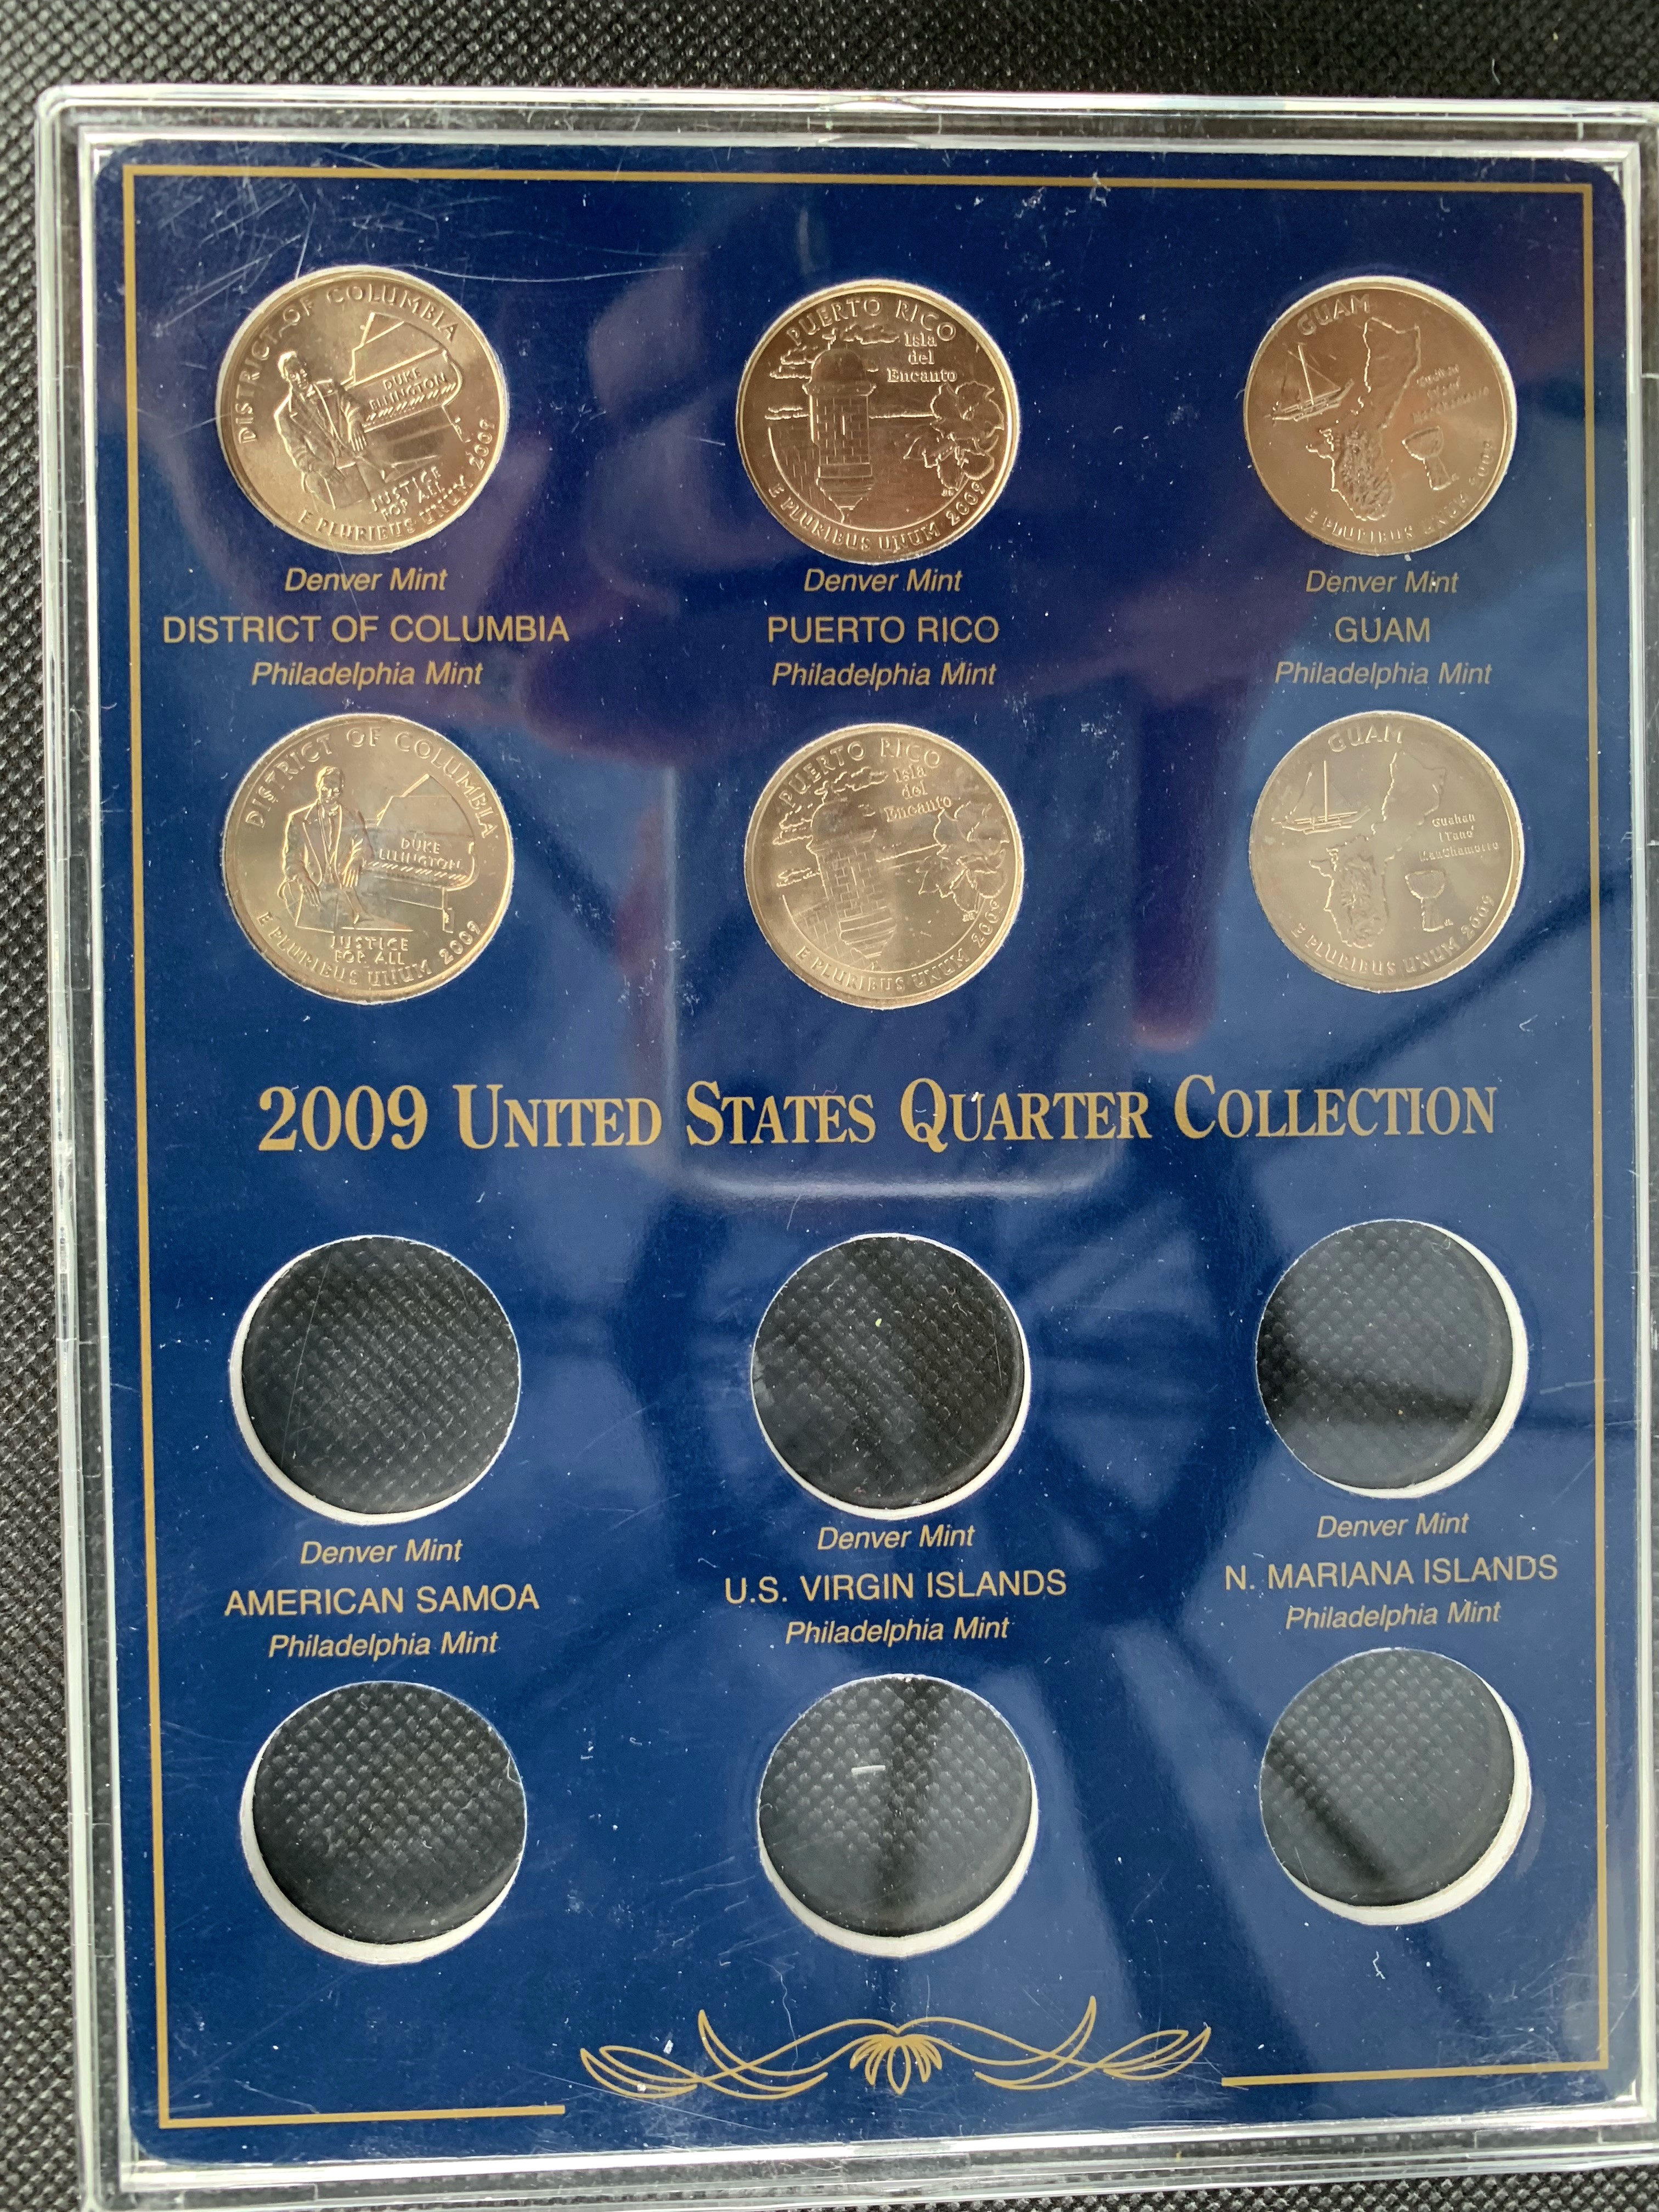 DISTRICT OF COLUMBIA
DUKE
ELLINGTON
JUSTICE
FOR ALL
E PLURIBUS UNUM 2009
PUERTO RICO
Isla
del
Encanto
E PLURIBUS UNUM 2009
GUAM
E PLURIBUS UNUM 2009
Denver Mint
DISTRICT OF COLUMBIA
Philadelphia Mint
Denver Mint
PUERTO RICO
Philadelphia Mint
Denver Mint
GUAM
Philadelphia Mint
DISTRICT OF COLUMBIA
DUKE
ELLINGTON
JUSTICE
FOR ALL
E PLURIBUS UNUM 2009
PUERTO RICO
Isla
del
Encanto
E PLURIBUS UNUM 2009
GUAM
Guahan
I Tano'
ManChamorro
E PLURIBUS UNUM 2009
2009 UNITED STATES QUARTER COLLECTION
Denver Mint
AMERICAN SAMOA
Philadelphia Mint
Denver Mint
U.S. VIRGIN ISLANDS
Philadelphia Mint
Denver Mint
N. MARIANA ISLANDS
Philadelphia Mint